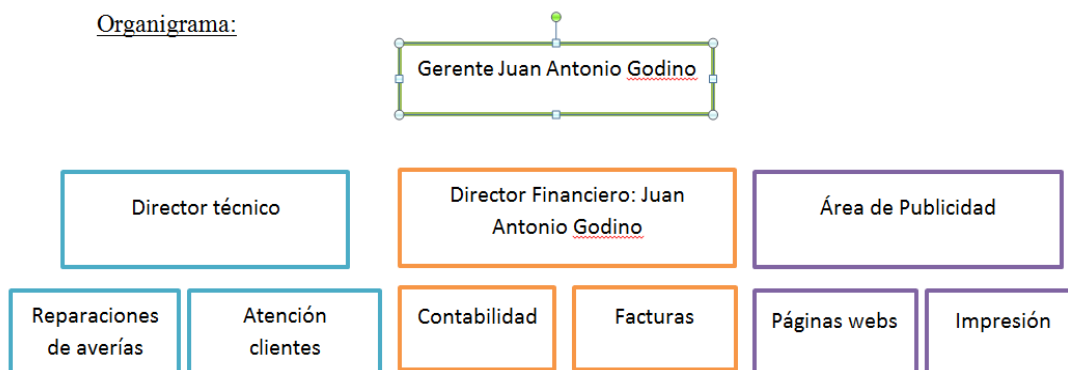 Organigrama:
Gerente Juan Antonio Godino
Director técnico
Director Financiero: Juan
Antonio Godino
Área de Publicidad
Reparaciones
de averías
Atención
clientes
Contabilidad
Facturas
Páginas webs
Impresión